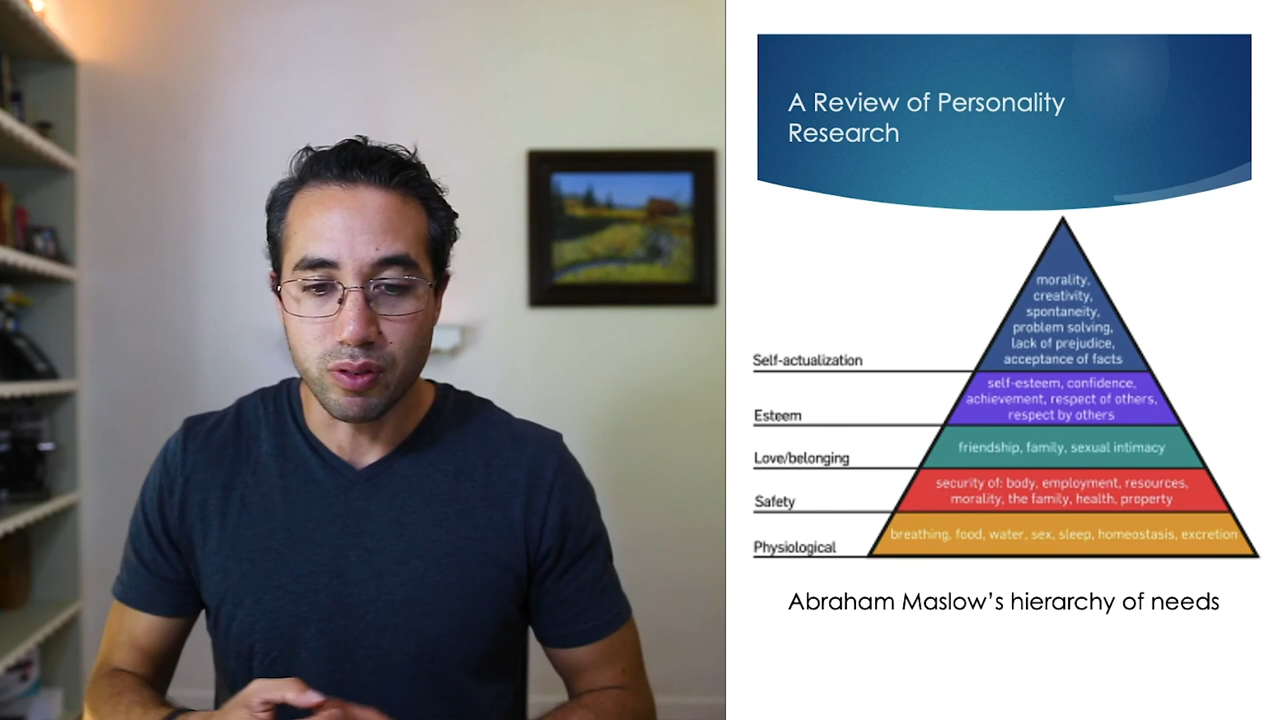 A Review of Personality
Research
morality,
creativity,
spontaneity,
problem solving,
lack of prejudice,
acceptance of facts
Self-actualization
self-esteem, confidence,
achievement, respect of others,
respect by others
Esteem
friendship, family, sexual intimacy
Love/belonging
security of: body, employment, resources,
morality, the family, health, property
Safety
breathing, food, water, sex, sleep, homeostasis, excretion
Physiological
Abraham Maslow’s hierarchy of needs